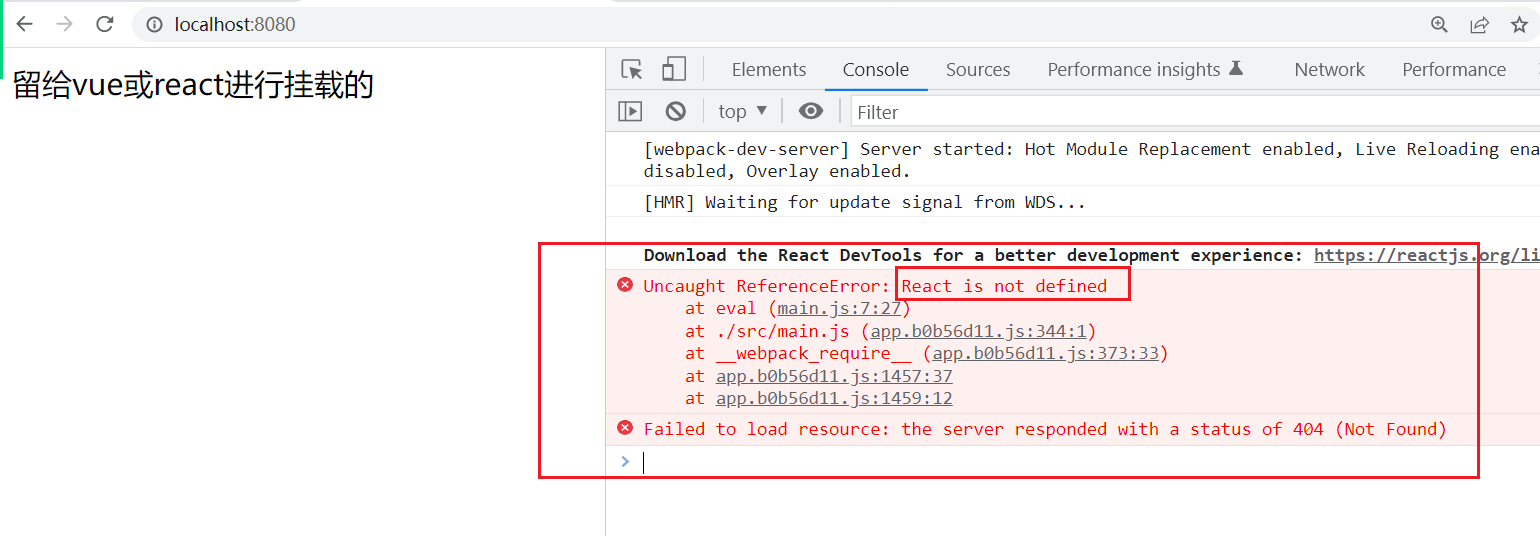 localhost:8080
留给vue或react进行挂载的
Elements Console Sources Performance insights Network Performance
top Filter
[webpack-dev-server] Server started: Hot Module Replacement enabled, Live Reloading ena
disabled, Overlay enabled.
[HMR] Waiting for update signal from WDS...
Download the React DevTools for a better development experience: https://reactjs.org/li
Uncaught ReferenceError: React is not defined
at eval (main.js:7:27)
at ./src/main.js (app.b0b56d11.js:344:1)
at __webpack_require__ (app.b0b56d11.js:373:33)
at app.b0b56d11.js:1457:37
at app.b0b56d11.js:1459:12
Failed to load resource: the server responded with a status of 404 (Not Found)